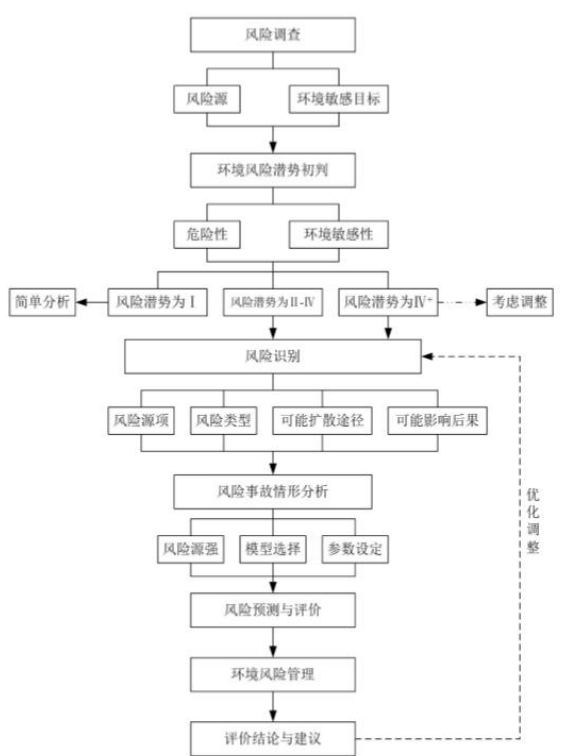 风险调查
风险源
环境敏感目标
环境风险潜势初判
危险性
环境敏感性
简单分析
风险潜势为Ⅰ
风险潜势为Ⅱ-Ⅳ
风险潜势为Ⅳ⁺
考虑调整
风险识别
风险源项
风险类型
可能扩散途径
可能影响后果
风险事故情形分析
优化调整
风险源强
模型选择
参数设定
风险预测与评价
环境风险管理
评价结论与建议